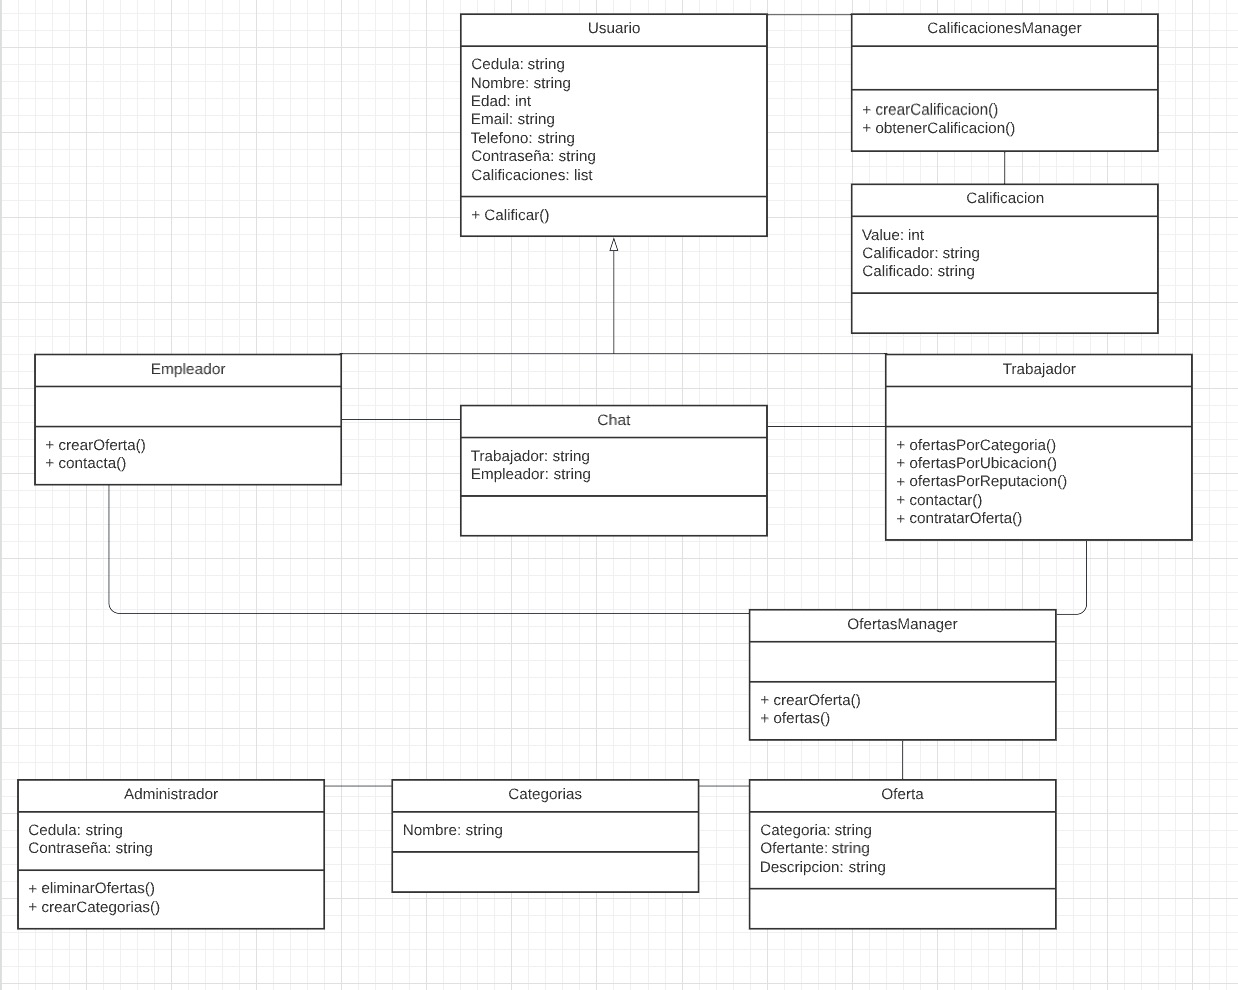 Usuario
Cedula: string
Nombre: string
Edad: int
Email: string
Telefono: string
Contraseña: string
Calificaciones: list
+ Calificar()
CalificacionesManager
+ crearCalificacion()
+ obtenerCalificacion()
Calificacion
Value: int
Calificador: string
Calificado: string
Empleador
+ crearOferta()
+ contacta()
Chat
Trabajador: string
Empleador: string
Trabajador
+ ofertasPorCategoria()
+ ofertasPorUbicacion()
+ ofertasPorReputacion()
+ contactar()
+ contratarOferta()
OfertasManager
+ crearOferta()
+ ofertas()
Administrador
Cedula: string
Contraseña: string
+ eliminarOfertas()
+ crearCategorias()
Categorias
Nombre: string
Oferta
Categoria: string
Ofertante: string
Descripcion: string